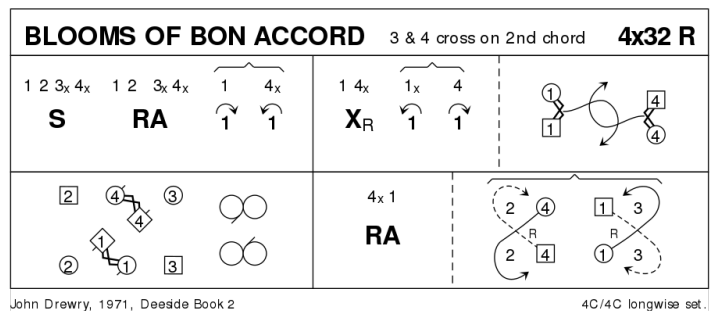 BLOOMS OF BON ACCORD 3 & 4 cross on 2nd chord 4x32 R
1 2 3x 4x 1 2 3x 4x 1 4x 1 4x 1x 4
S RA 1 1 XR 1 1
1 4
1 4
2 4 3 4x 1 2 4 1 3
4
RA R R
1
2 1 3 2 4 1 3
John Drewry, 1971, Deeside Book 2 4C/4C longwise set.